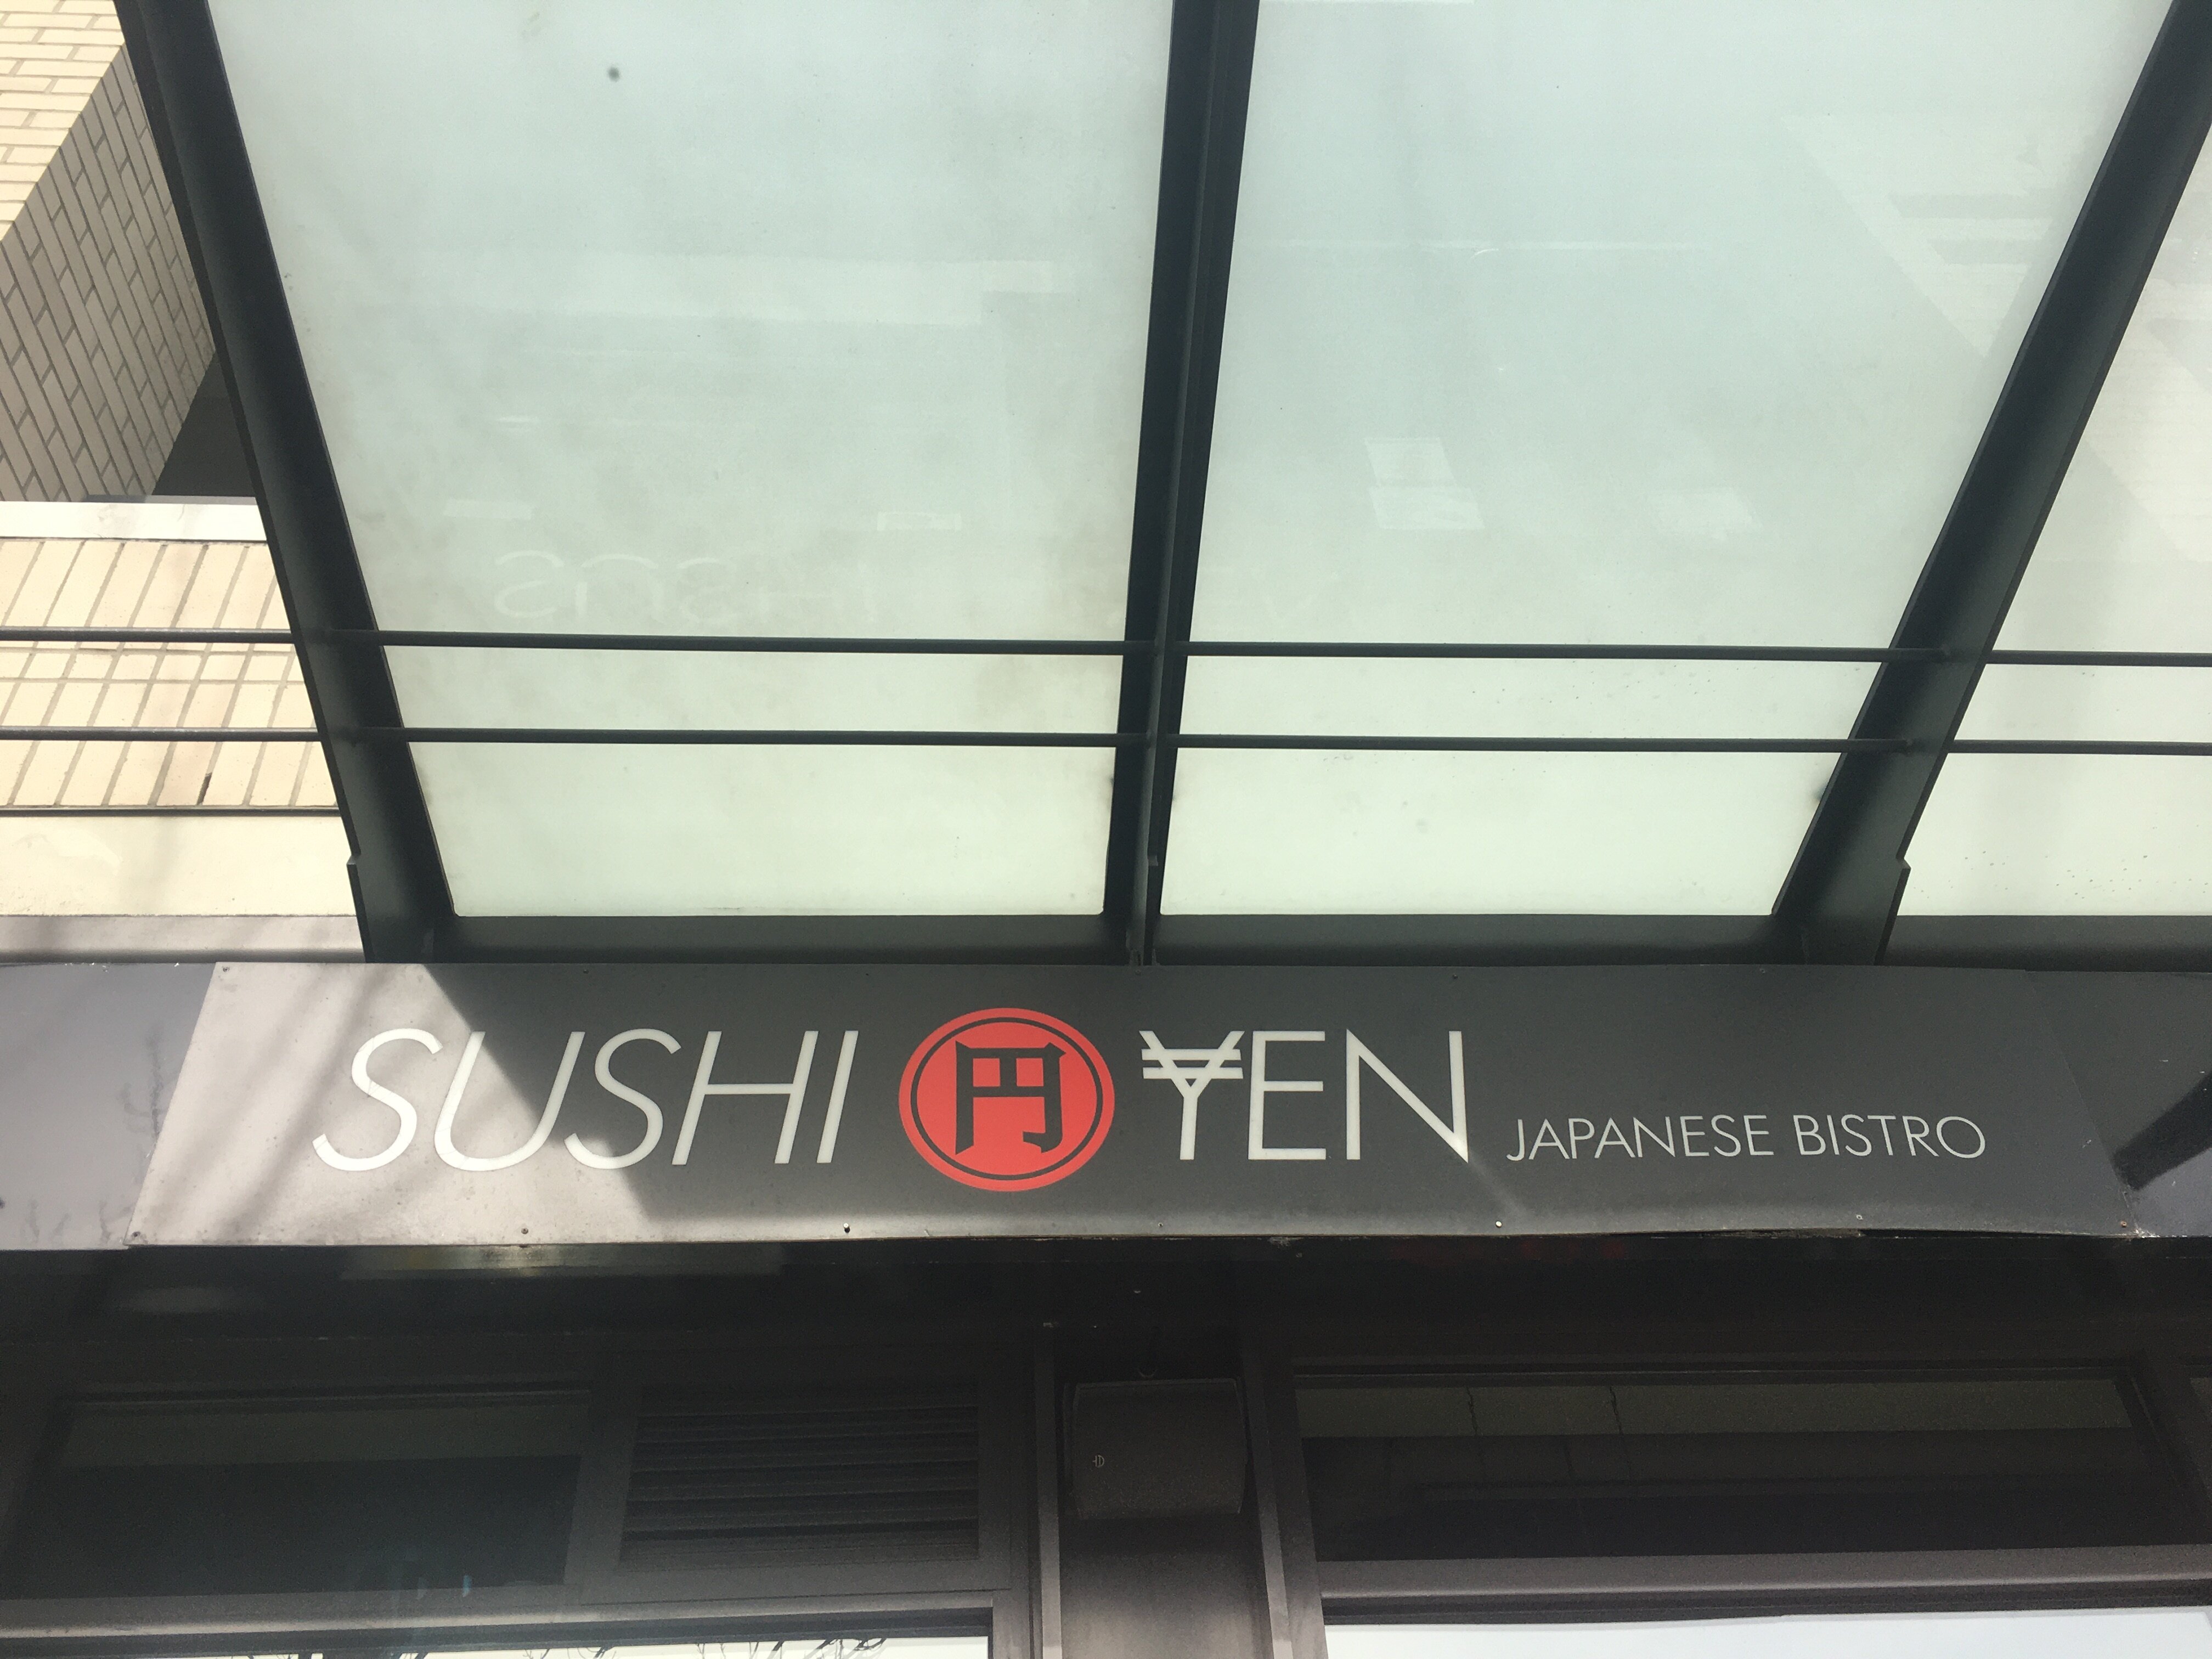 SUSHI 円 ¥EN JAPANESE BISTRO